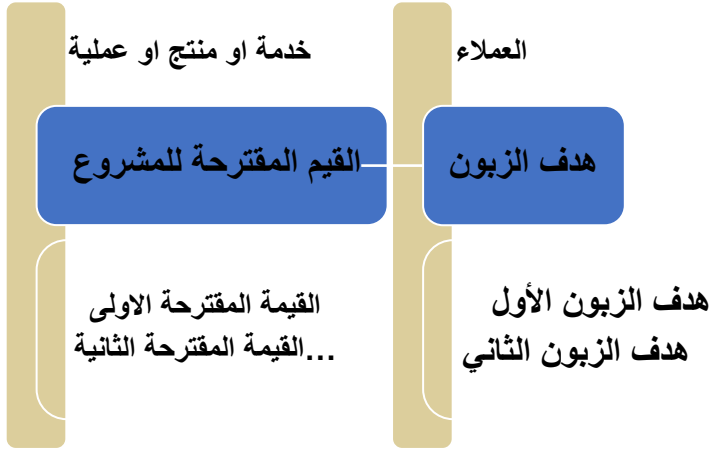 العملاء
خدمة او منتج او عملية
هدف الزبون
القيم المقترحة للمشروع
هدف الزبون الأول
هدف الزبون الثاني
القيمة المقترحة الاولى
القيمة المقترحة الثانية...